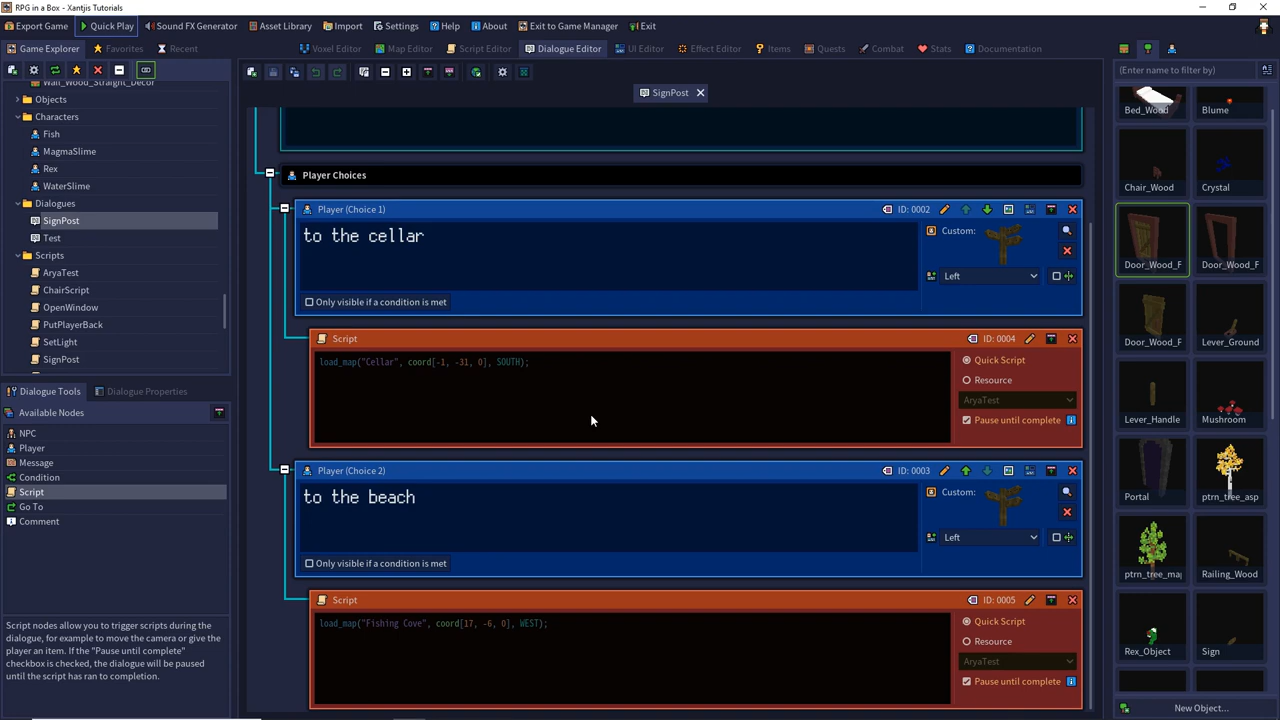 RPG in a Box - Xantjis Tutorials
Export Game
Quick Play
Sound FX Generator
Asset Library
Import
Settings
Help
About
Exit to Game Manager
Exit
Game Explorer
Favorites
Recent
Voxel Editor
Map Editor
Script Editor
Dialogue Editor
UI Editor
Effect Editor
Items
Quests
Combat
Stats
Documentation
Wall_Wood_Straight_Decor
Objects
Characters
Fish
MagmaSlime
Rex
WaterSlime
Dialogues
SignPost
Test
Scripts
AryaTest
ChairScript
OpenWindow
PutPlayerBack
SetLight
SignPost
Dialogue Tools
Dialogue Properties
Available Nodes
NPC
Player
Message
Condition
Script
Go To
Comment
Script nodes allow you to trigger scripts during the
dialogue, for example to move the camera or give the
player an item. If the "Pause until complete"
checkbox is checked, the dialogue will be paused
until the script has ran to completion.
SignPost
Player Choices
Player (Choice 1)
ID: 0002
to the cellar
Custom:
Left
Only visible if a condition is met
Script
ID: 0004
load_map("Cellar", coord[-1, -31, 0], SOUTH);
Quick Script
Resource
AryaTest
Pause until complete
Player (Choice 2)
ID: 0003
to the beach
Custom:
Left
Only visible if a condition is met
Script
ID: 0005
load_map("Fishing Cove", coord[17, -6, 0], WEST);
Quick Script
Resource
AryaTest
Pause until complete
(Enter name to filter by)
Bed_Wood
Blume
Chair_Wood
Crystal
Door_Wood_F
Door_Wood_F
Door_Wood_F
Lever_Ground
Lever_Handle
Mushroom
Portal
ptrn_tree_asp
ptrn_tree_map
Railing_Wood
Rex_Object
Sign
New Object...